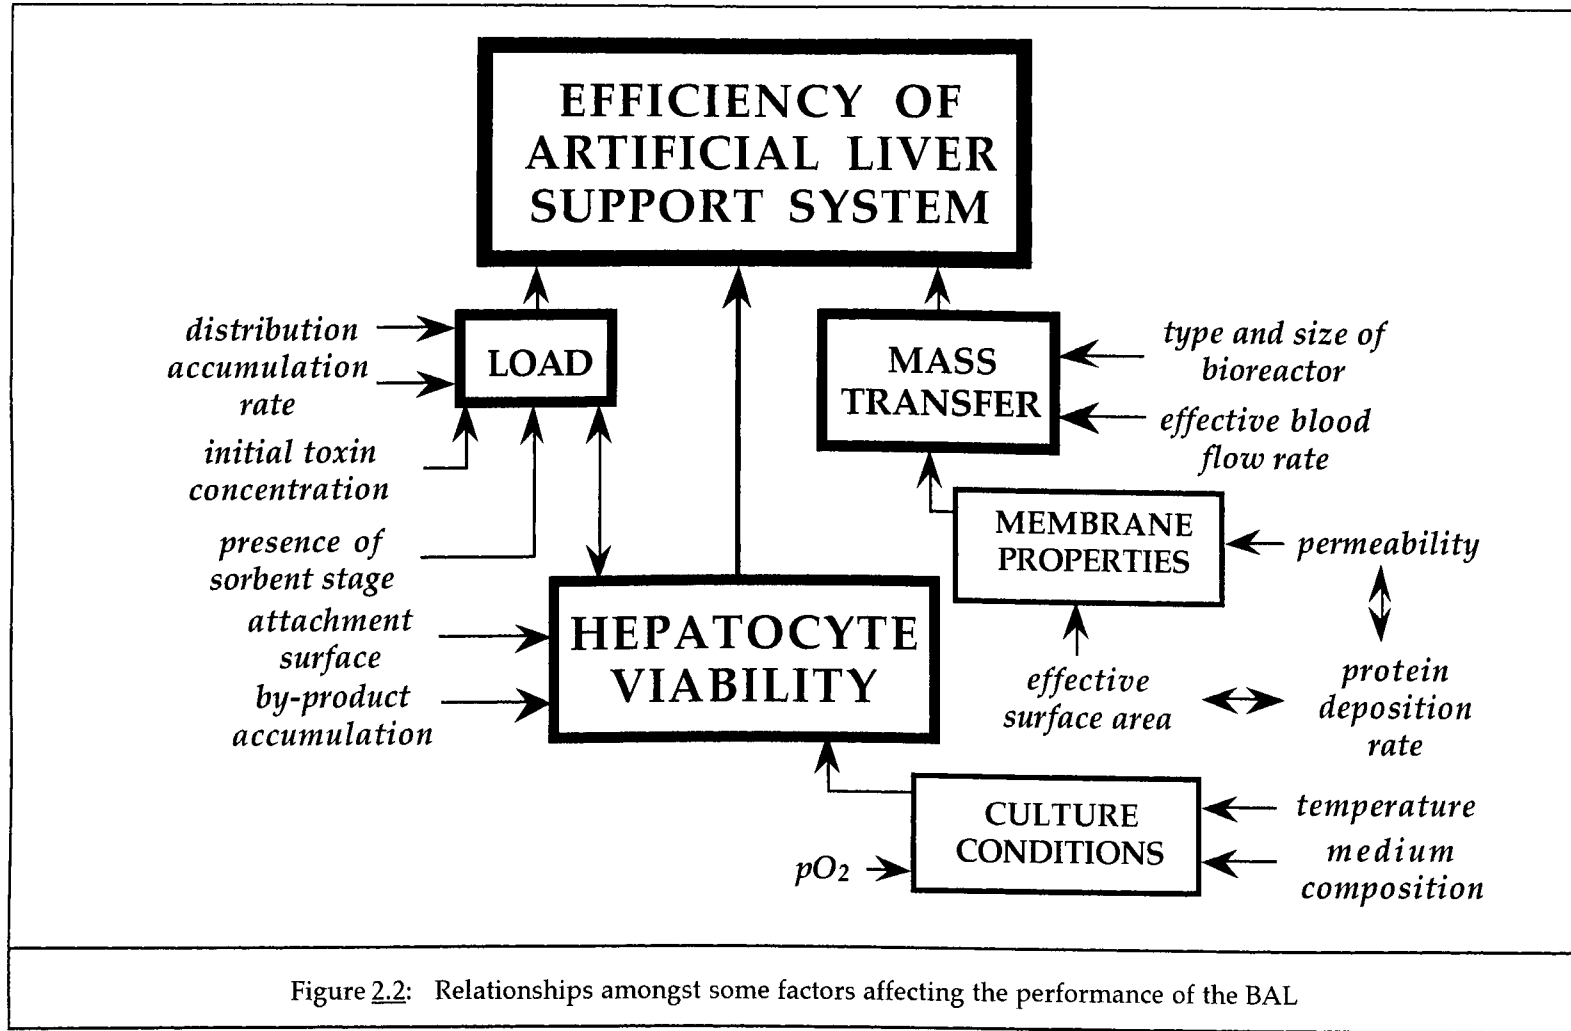 EFFICIENCY OF
ARTIFICIAL LIVER
SUPPORT SYSTEM
distribution
accumulation
rate
LOAD
initial toxin
concentration
presence of
sorbent stage
MASS
TRANSFER
type and size of
bioreactor
effective blood
flow rate
MEMBRANE
PROPERTIES
permeability
effective
surface area
protein
deposition
rate
attachment
surface
by-product
accumulation
HEPATOCYTE
VIABILITY
CULTURE
CONDITIONS
temperature
medium
composition
pO2
Figure 2.2: Relationships amongst some factors affecting the performance of the BAL